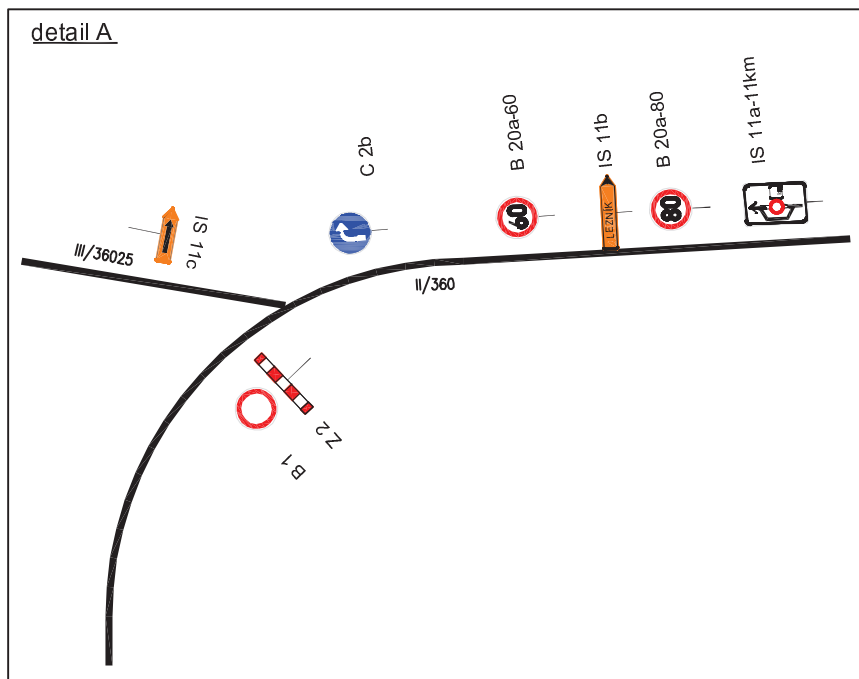 detail A
IS 11c
III/36025
C 2b
B 20a-60
60
IS 11b
LEZNÍK
B 20a-80
80
IS 11a-11km
II/360
Z 2
B 1